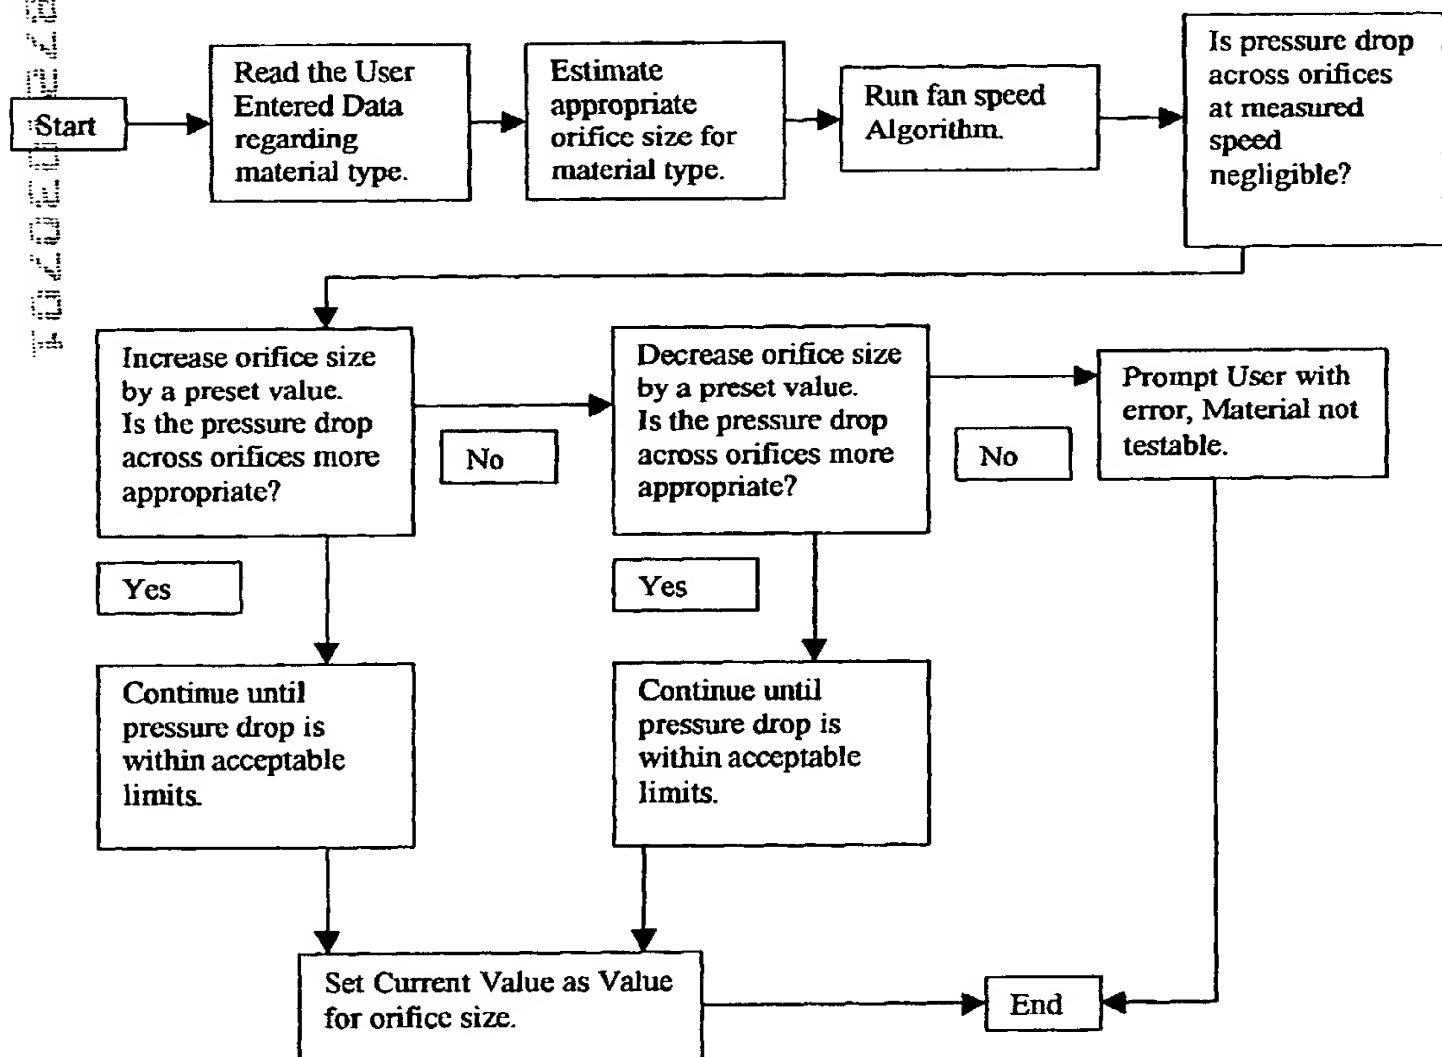 Start
Read the User
Entered Data
regarding
material type.
Estimate
appropriate
orifice size for
material type.
Run fan speed
Algorithm.
Is pressure drop
across orifices
at measured
speed
negligible?
Increase orifice size
by a preset value.
Is the pressure drop
across orifices more
appropriate?
No
Decrease orifice size
by a preset value.
Is the pressure drop
across orifices more
appropriate?
No
Prompt User with
error, Material not
testable.
Yes
Yes
Continue until
pressure drop is
within acceptable
limits.
Continue until
pressure drop is
within acceptable
limits.
Set Current Value as Value
for orifice size.
End